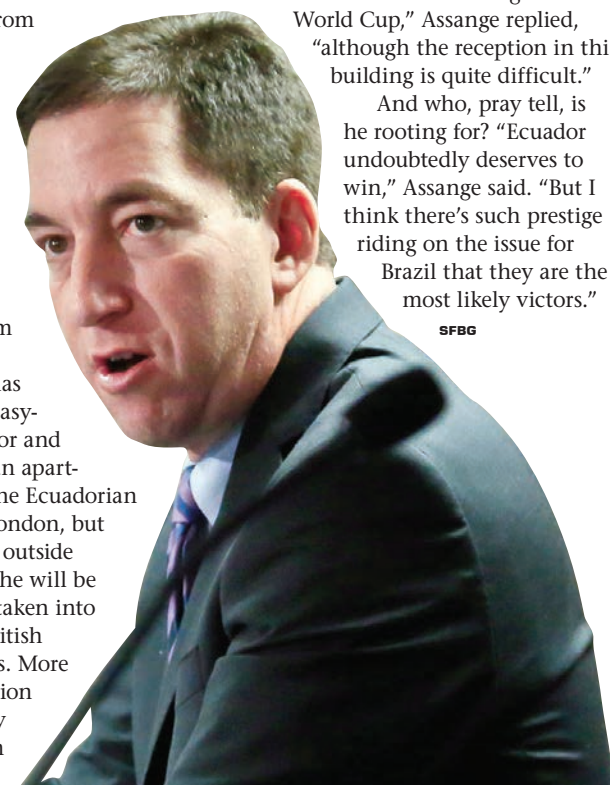 rom
m
as
asy-
or and
n apart-
he Ecuadorian
ondon, but
outside
he will be
taken into
itish
s. More
ion
y
n
World Cup,” Assange replied,
“although the reception in thi
building is quite difficult.”
And who, pray tell, is
he rooting for? “Ecuador
undoubtedly deserves to
win,” Assange said. “But I
think there’s such prestige
riding on the issue for
Brazil that they are the
most likely victors.”
SFBG